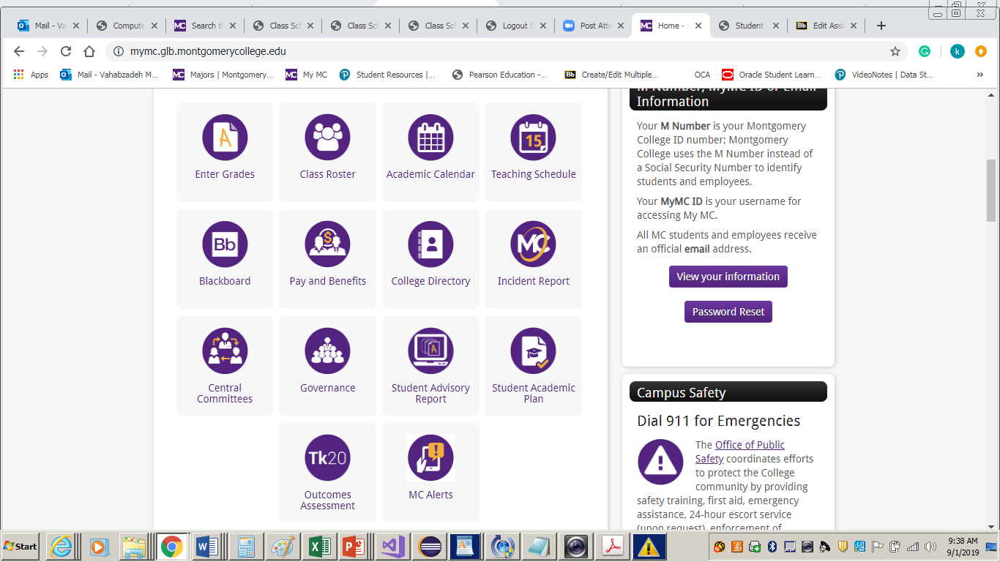 Mail - Va
Compute
Search t
Class Sc
Class Sc
Class Sc
Logout S
Post Atte
Home -
Student
Edit Assi
mymc.glb.montgomerycollege.edu
k
Apps
Mail - Vahabzadeh M...
Majors | Montgomery...
My MC
Student Resources |...
Pearson Education -...
Create/Edit Multiple...
OCA
Oracle Student Learn...
VideoNotes | Data St...
»
Enter Grades
Class Roster
Academic Calendar
15
Teaching Schedule
Bb
Blackboard
Pay and Benefits
College Directory
MC
Incident Report
Central
Committees
Governance
Student Advisory
Report
Student Academic
Plan
Tk20
Outcomes
Assessment
MC Alerts
M Number, MyMC ID or Email
Information
Your M Number is your Montgomery
College ID number; Montgomery
College uses the M Number instead of
a Social Security Number to identify
students and employees.
Your MyMC ID is your username for
accessing My MC.
All MC students and employees receive
an official email address.
View your information
Password Reset
Campus Safety
Dial 911 for Emergencies
The Office of Public
Safety coordinates efforts
to protect the College
community by providing
safety training, first aid, emergency
assistance, 24-hour escort service
(upon request), enforcement of
Start
9:38 AM
9/1/2019